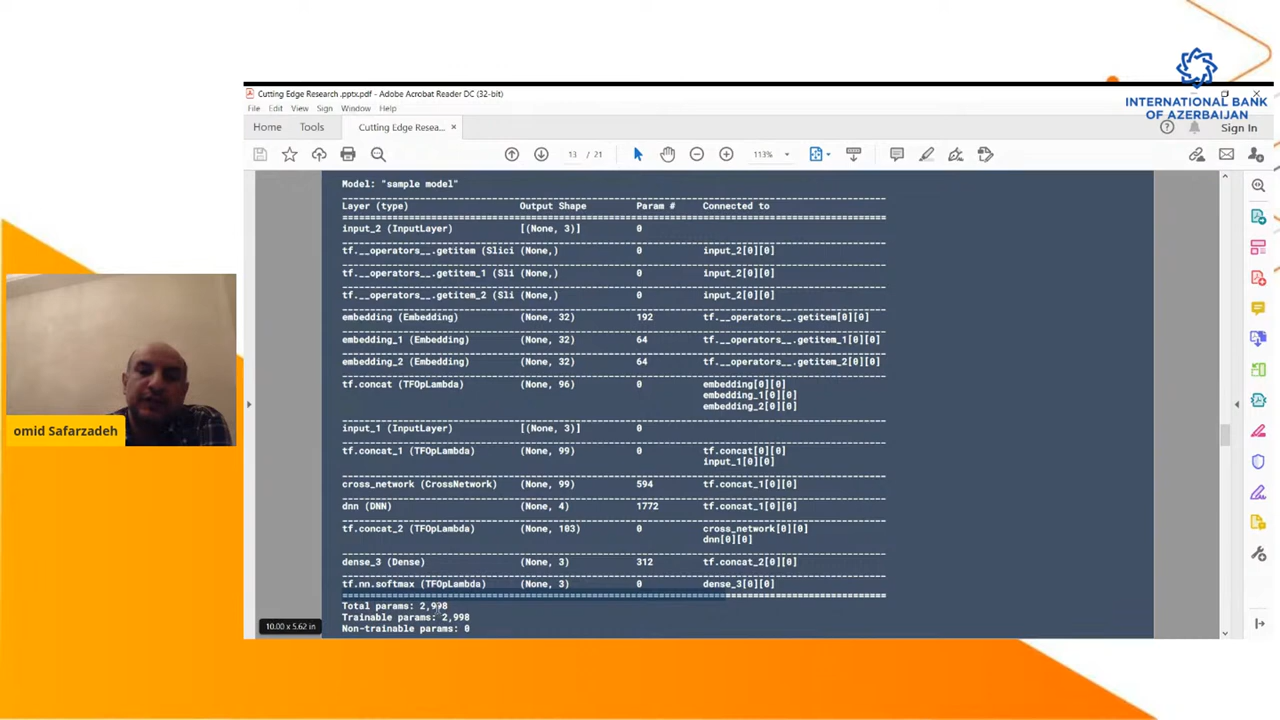 INTERNATIONAL BANK
OF AZERBAIJAN
Cutting Edge Research .pptx.pdf - Adobe Acrobat Reader DC (32-bit)
File Edit View Sign Window Help
Home Tools Cutting Edge Resea... ×
Sign In
13 / 21 113%
Model: "sample model"
Layer (type) Output Shape Param # Connected to
input_2 (InputLayer) [(None, 3)] 0
tf.__operators__.getitem (Slici (None,) 0 input_2[0][0]
tf.__operators__.getitem_1 (Sli (None,) 0 input_2[0][0]
tf.__operators__.getitem_2 (Sli (None,) 0 input_2[0][0]
embedding (Embedding) (None, 32) 192 tf.__operators__.getitem[0][0]
embedding_1 (Embedding) (None, 32) 64 tf.__operators__.getitem_1[0][0]
embedding_2 (Embedding) (None, 32) 64 tf.__operators__.getitem_2[0][0]
tf.concat (TFOpLambda) (None, 96) 0 embedding[0][0]
embedding_1[0][0]
embedding_2[0][0]
input_1 (InputLayer) [(None, 3)] 0
tf.concat_1 (TFOpLambda) (None, 99) 0 tf.concat[0][0]
input_1[0][0]
cross_network (CrossNetwork) (None, 99) 594 tf.concat_1[0][0]
dnn (DNN) (None, 4) 1772 tf.concat_1[0][0]
tf.concat_2 (TFOpLambda) (None, 103) 0 cross_network[0][0]
dnn[0][0]
dense_3 (Dense) (None, 3) 312 tf.concat_2[0][0]
tf.nn.softmax (TFOpLambda) (None, 3) 0 dense_3[0][0]
Total params: 2,998
Trainable params: 2,998
Non-trainable params: 0
10.00 x 5.62 in
omid Safarzadeh